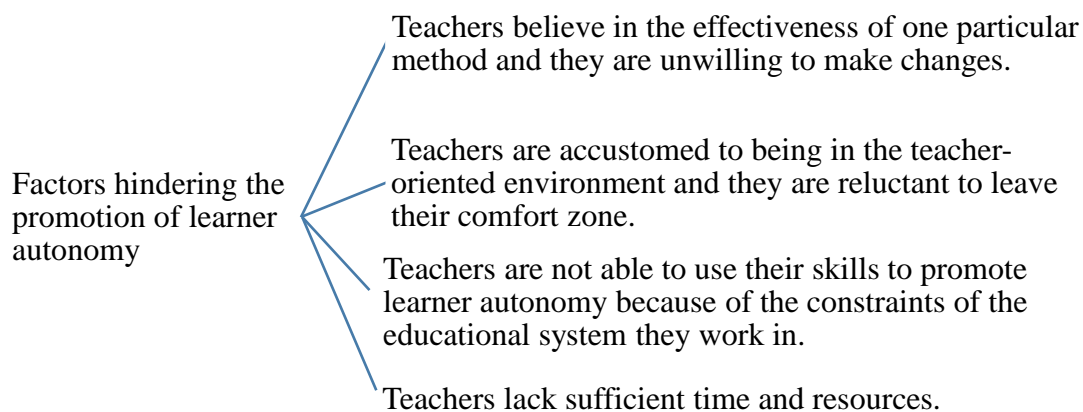 Factors hindering the
promotion of learner
autonomy
Teachers believe in the effectiveness of one particular
method and they are unwilling to make changes.
Teachers are accustomed to being in the teacher-
oriented environment and they are reluctant to leave
their comfort zone.
Teachers are not able to use their skills to promote
learner autonomy because of the constraints of the
educational system they work in.
Teachers lack sufficient time and resources.